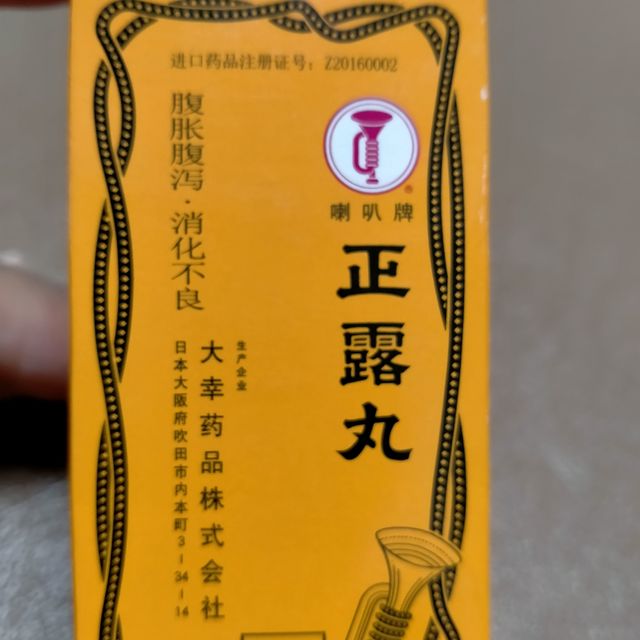 进口药品注册证号：Z20160002
喇叭牌
正露丸
腹胀腹泻·消化不良
生产企业
大幸药品株式会社
日本大阪府吹田市内本町3-34-14